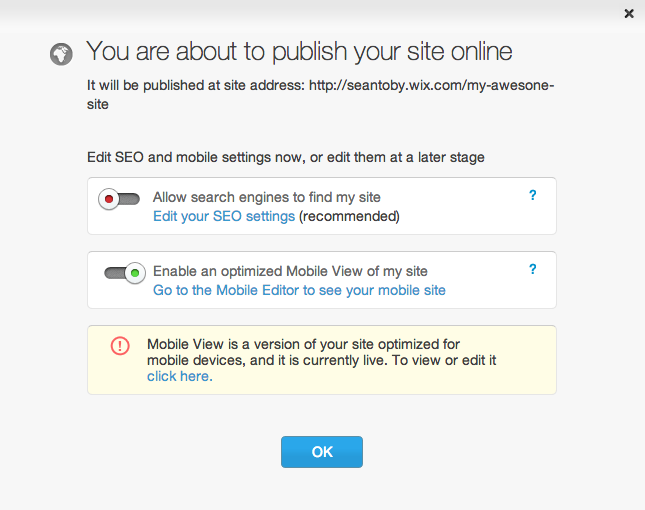 You are about to publish your site online
It will be published at site address: http://seantoby.wix.com/my-awesone-
site
Edit SEO and mobile settings now, or edit them at a later stage
Allow search engines to find my site ?
Edit your SEO settings (recommended)
Enable an optimized Mobile View of my site ?
Go to the Mobile Editor to see your mobile site
Mobile View is a version of your site optimized for
mobile devices, and it is currently live. To view or edit it
click here.
OK